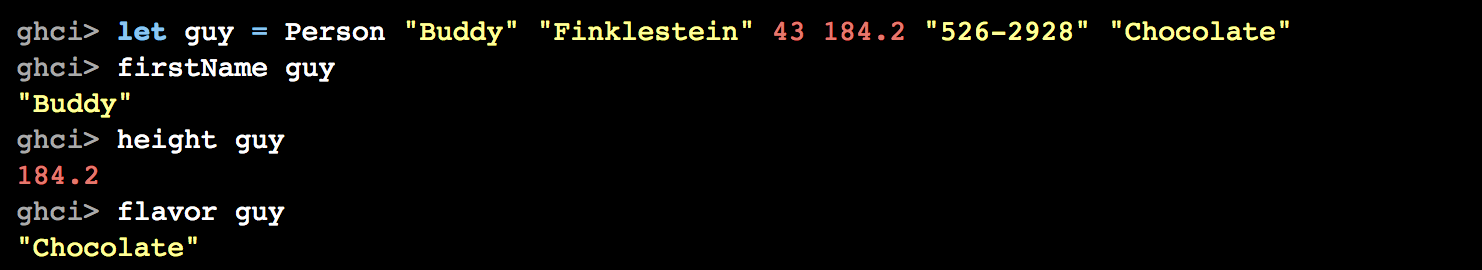 ghci> let guy = Person "Buddy" "Finklestein" 43 184.2 "526-2928" "Chocolate"
ghci> firstName guy
"Buddy"
ghci> height guy
184.2
ghci> flavor guy
"Chocolate"